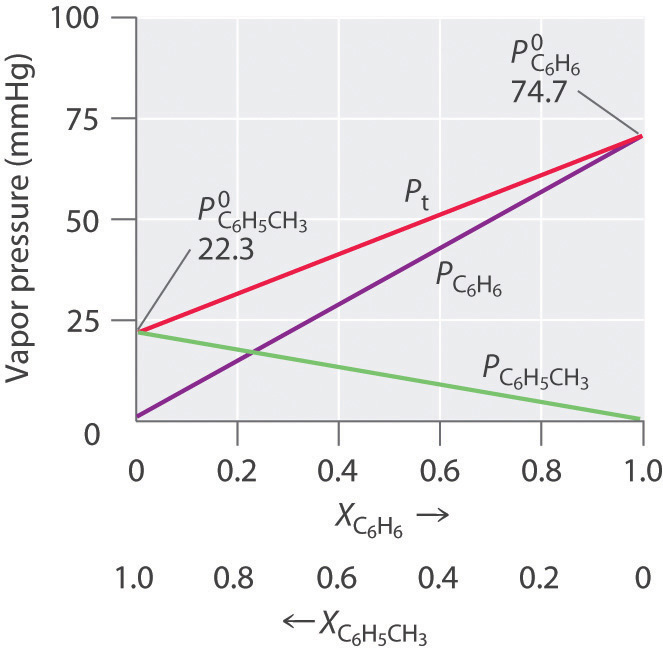 Vapor pressure (mmHg)
100
75
50
25
0
P⁰C₆H₆
74.7
P⁰C₆H₅CH₃
22.3
Pt
PC₆H₆
PC₆H₅CH₃
0 0.2 0.4 0.6 0.8 1.0
XC₆H₆ →
1.0 0.8 0.6 0.4 0.2 0
← XC₆H₅CH₃